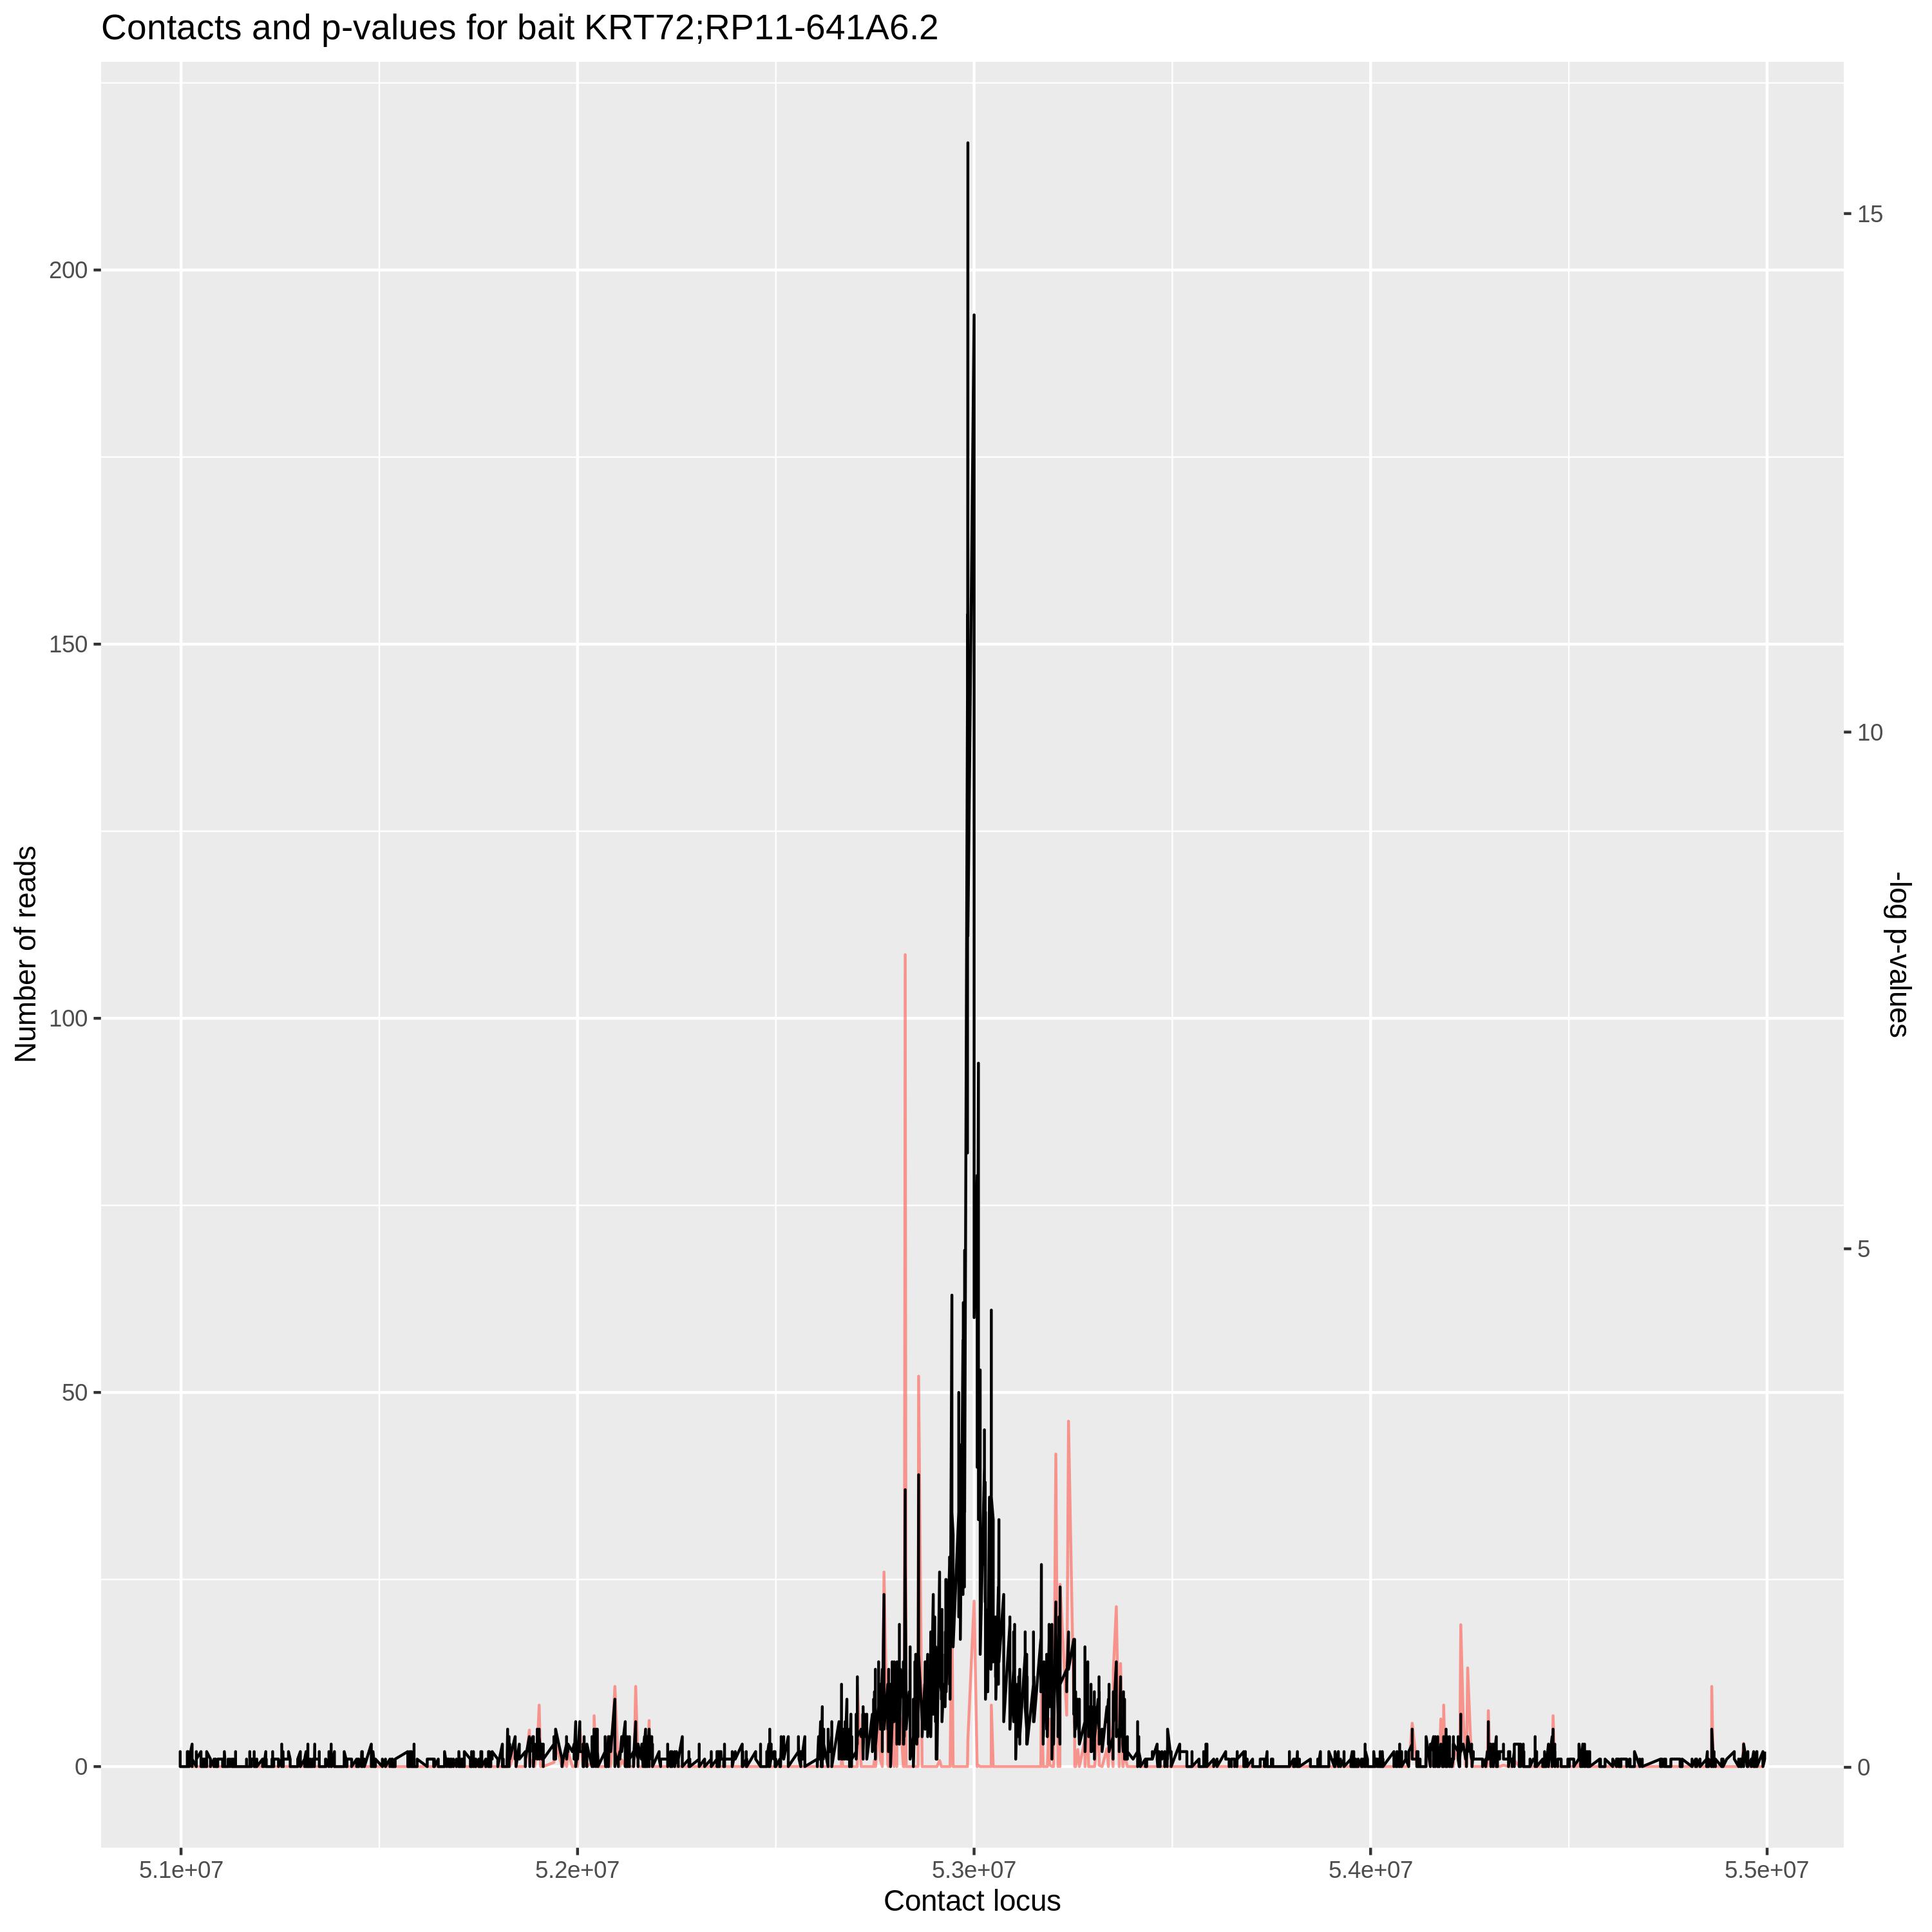 Contacts and p-values for bait KRT72;RP11-641A6.2
200
150
100
50
0
Number of reads
15
10
5
0
-log p-values
5.1e+07 5.2e+07 5.3e+07 5.4e+07 5.5e+07
Contact locus